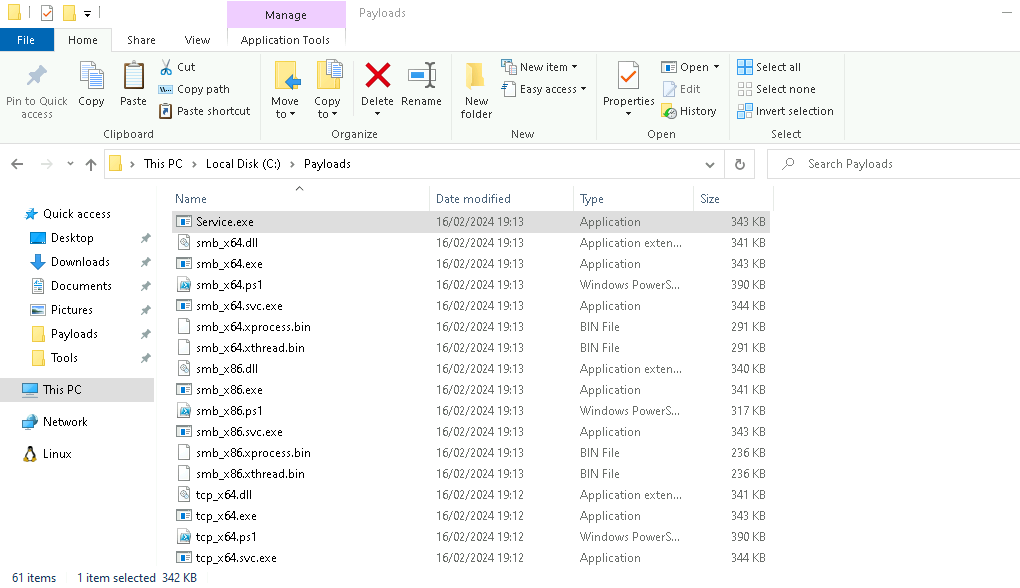 Manage
Payloads
File
Home
Share
View
Application Tools
Pin to Quick access
Copy
Paste
Cut
Copy path
Paste shortcut
Clipboard
Move to
Copy to
Delete
Rename
Organize
New folder
New item
Easy access
New
Properties
Open
Edit
History
Open
Select all
Select none
Invert selection
Select
This PC > Local Disk (C:) > Payloads
Search Payloads
Quick access
Desktop
Downloads
Documents
Pictures
Payloads
Tools
This PC
Network
Linux
Name Date modified Type Size
Service.exe 16/02/2024 19:13 Application 343 KB
smb_x64.dll 16/02/2024 19:13 Application exten... 341 KB
smb_x64.exe 16/02/2024 19:13 Application 343 KB
smb_x64.ps1 16/02/2024 19:13 Windows PowerS... 390 KB
smb_x64.svc.exe 16/02/2024 19:13 Application 344 KB
smb_x64.xprocess.bin 16/02/2024 19:13 BIN File 291 KB
smb_x64.xthread.bin 16/02/2024 19:13 BIN File 291 KB
smb_x86.dll 16/02/2024 19:13 Application exten... 340 KB
smb_x86.exe 16/02/2024 19:13 Application 341 KB
smb_x86.ps1 16/02/2024 19:13 Windows PowerS... 317 KB
smb_x86.svc.exe 16/02/2024 19:13 Application 343 KB
smb_x86.xprocess.bin 16/02/2024 19:13 BIN File 236 KB
smb_x86.xthread.bin 16/02/2024 19:13 BIN File 236 KB
tcp_x64.dll 16/02/2024 19:12 Application exten... 341 KB
tcp_x64.exe 16/02/2024 19:12 Application 343 KB
tcp_x64.ps1 16/02/2024 19:12 Windows PowerS... 390 KB
tcp_x64.svc.exe 16/02/2024 19:12 Application 344 KB
61 items 1 item selected 342 KB